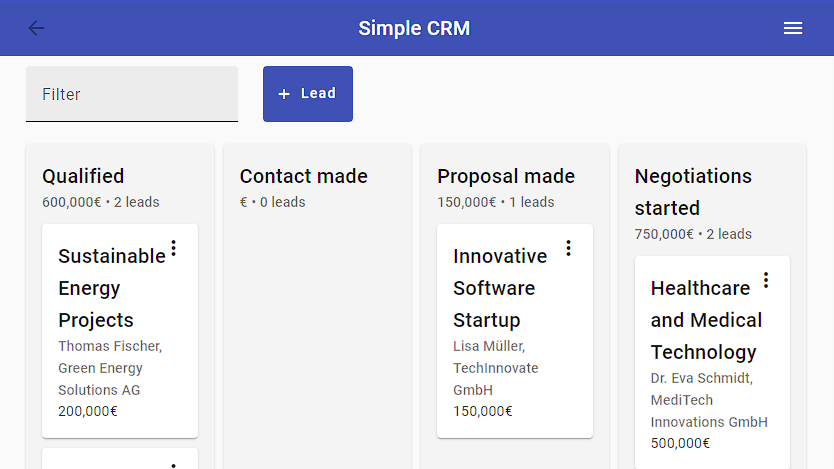 Simple CRM
Filter
+ Lead
Qualified
600,000€ • 2 leads
Sustainable
Energy
Projects
Thomas Fischer,
Green Energy
Solutions AG
200,000€
Contact made
€ • 0 leads
Proposal made
150,000€ • 1 leads
Innovative
Software
Startup
Lisa Müller,
TechInnovate
GmbH
150,000€
Negotiations
started
750,000€ • 2 leads
Healthcare
and Medical
Technology
Dr. Eva Schmidt,
MediTech
Innovations GmbH
500,000€